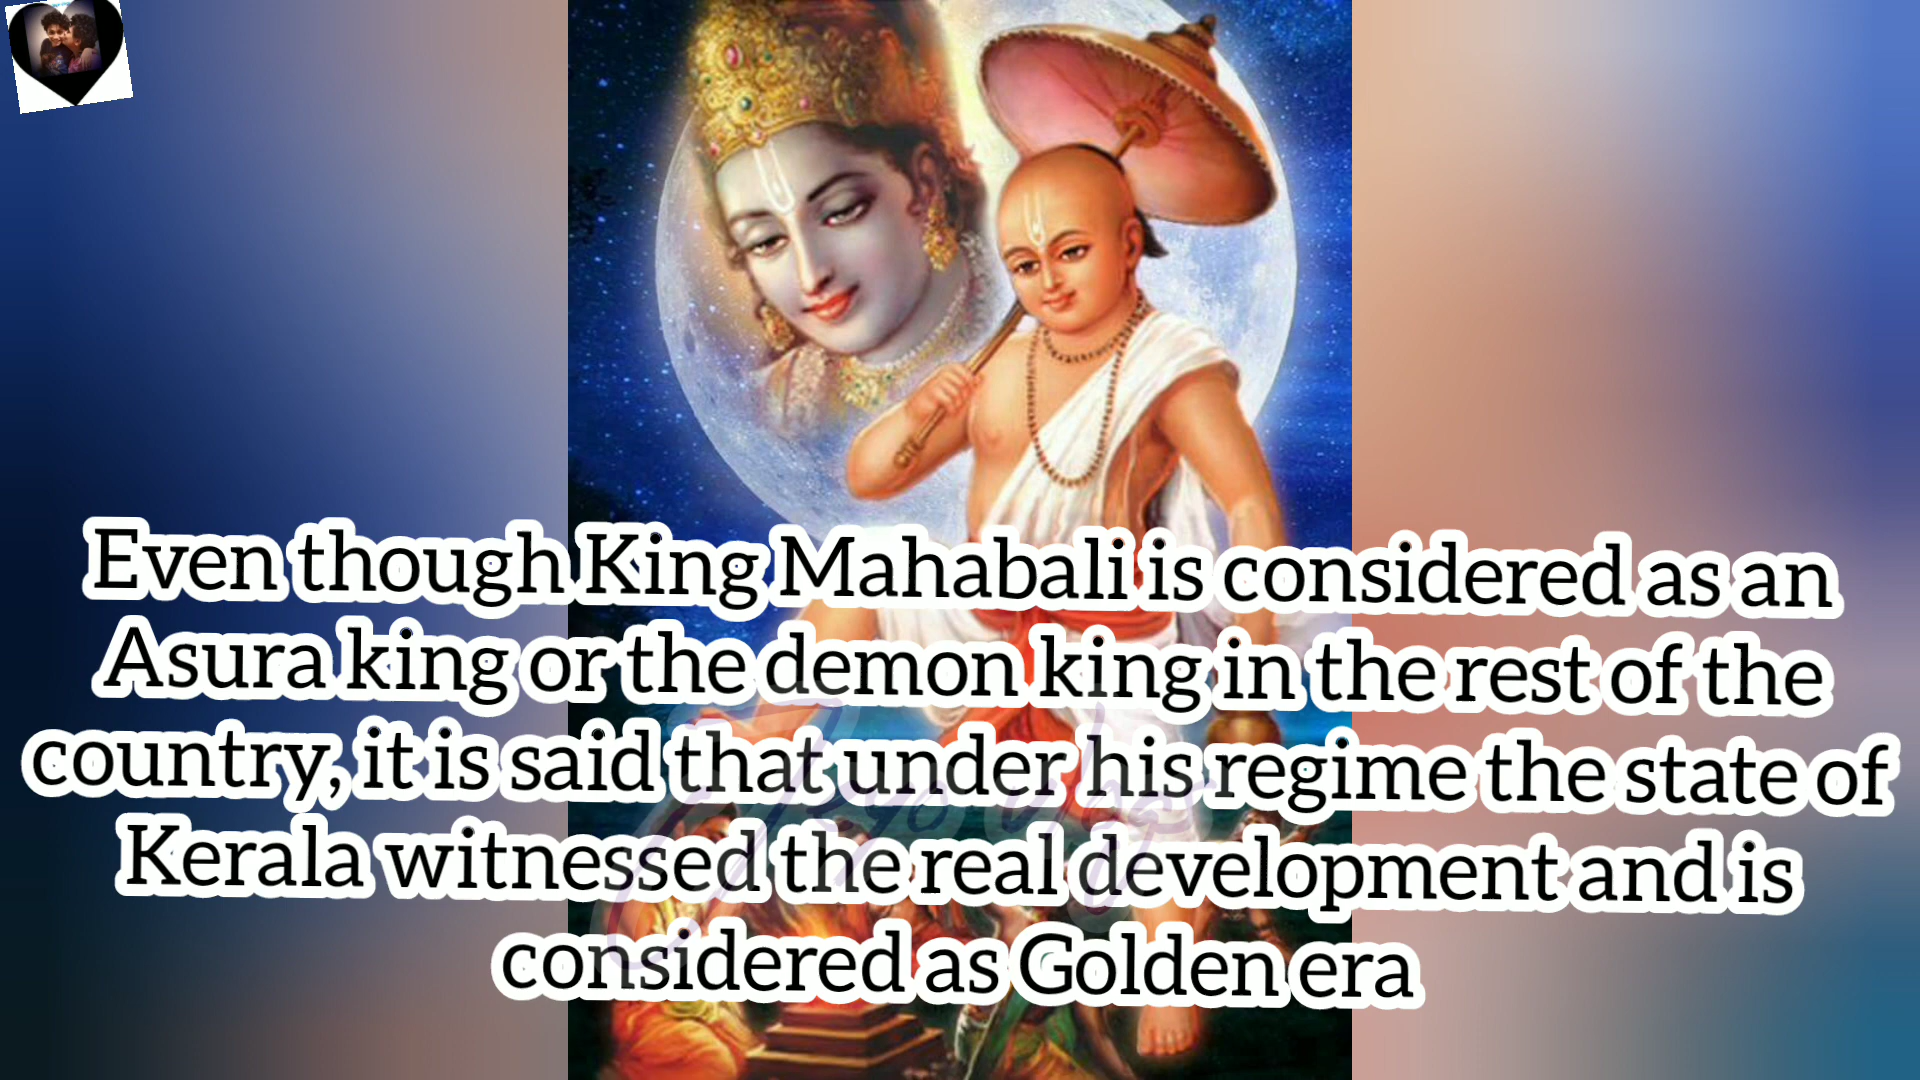 Even though King Mahabali is considered as an
Asura king or the demon king in the rest of the
country, it is said that under his regime the state of
Kerala witnessed the real development and is
considered as Golden era